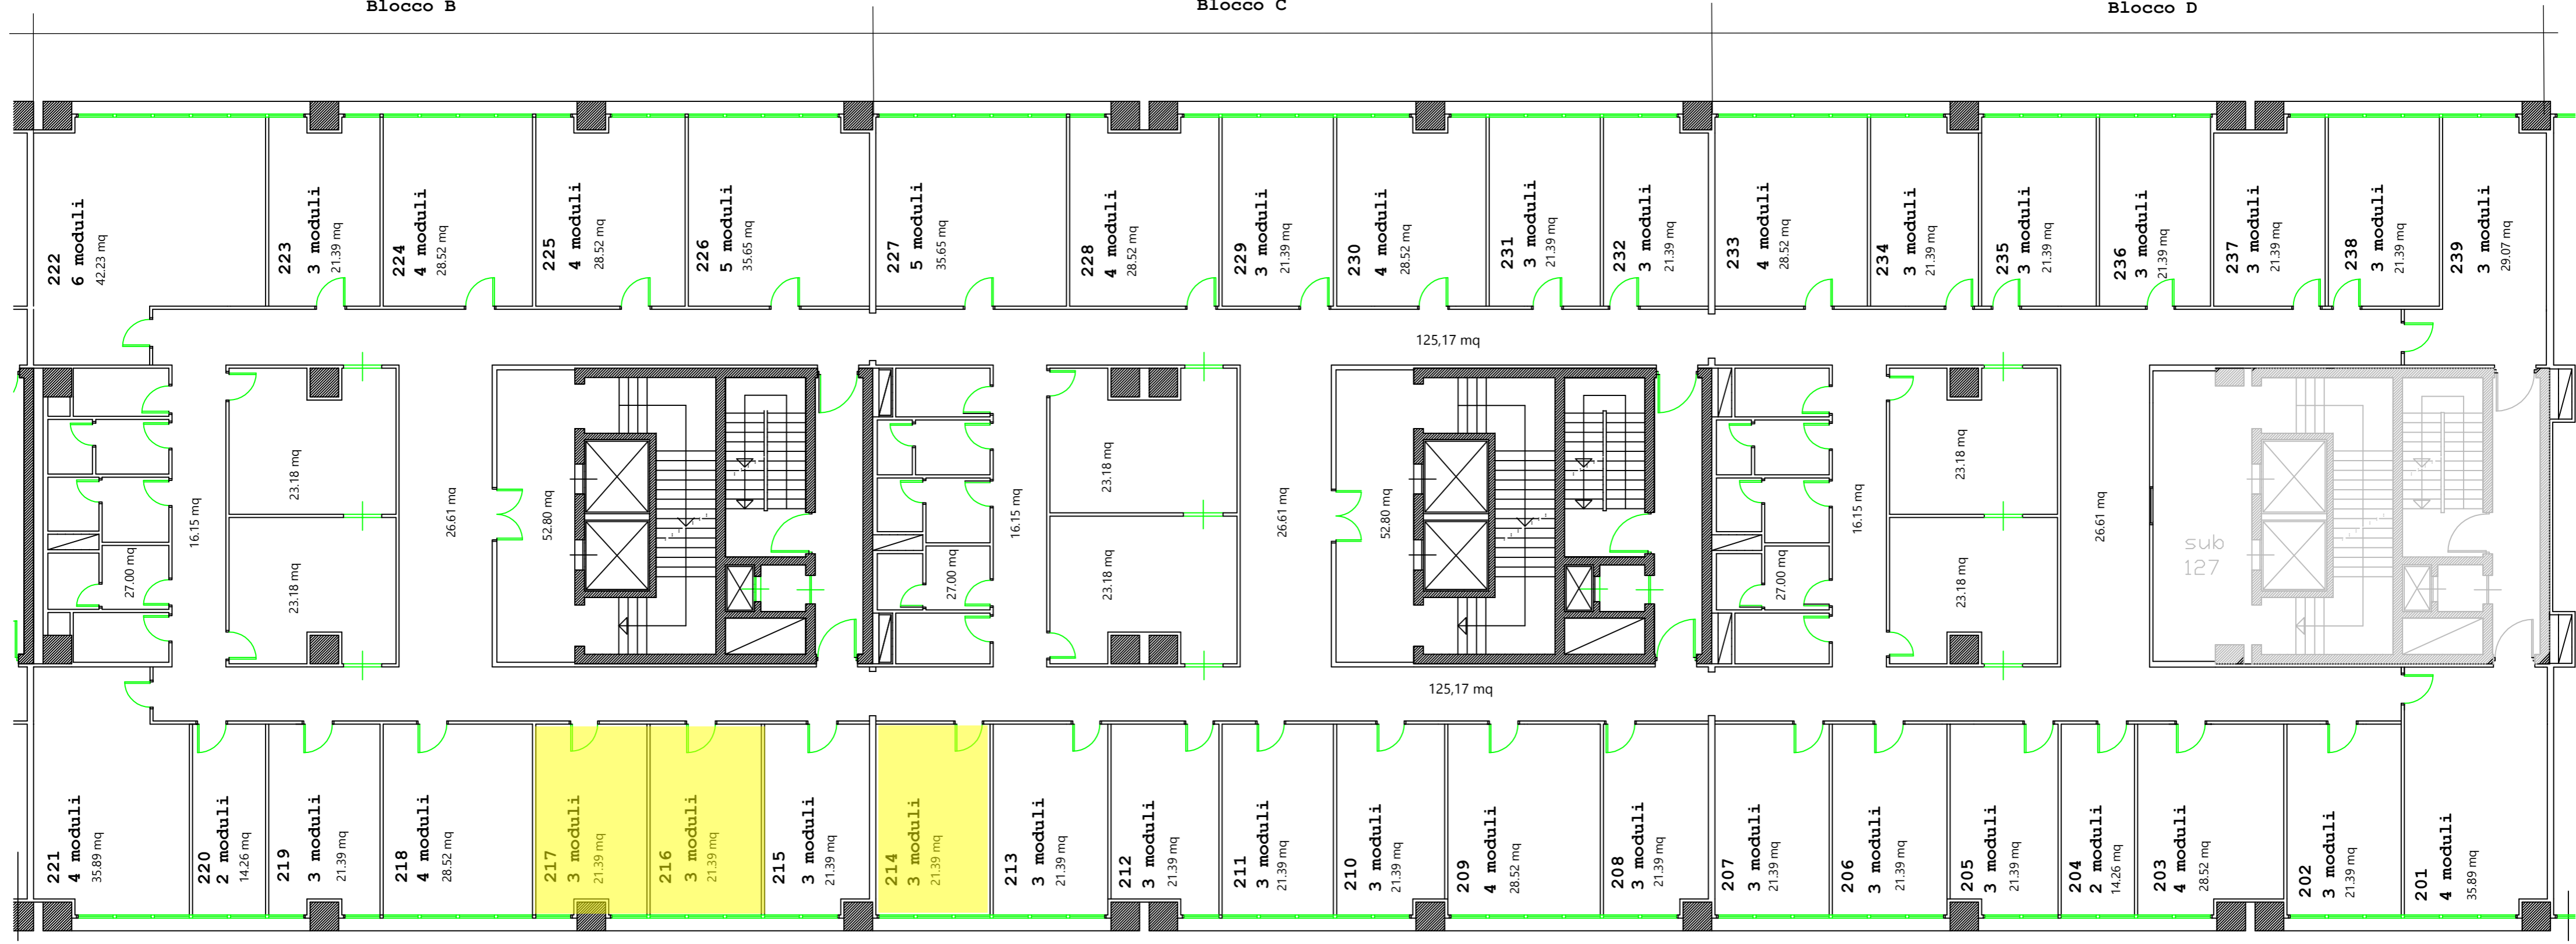 Blocco B
Blocco C
Blocco D
222
6 moduli
42.23 mq
223
3 moduli
21.39 mq
224
4 moduli
28.52 mq
225
4 moduli
28.52 mq
226
5 moduli
35.65 mq
227
5 moduli
35.65 mq
228
4 moduli
28.52 mq
229
3 moduli
21.39 mq
230
4 moduli
28.52 mq
231
3 moduli
21.39 mq
232
3 moduli
21.39 mq
233
4 moduli
28.52 mq
234
3 moduli
21.39 mq
235
3 moduli
21.39 mq
236
3 moduli
21.39 mq
237
3 moduli
21.39 mq
238
3 moduli
21.39 mq
239
3 moduli
29.07 mq
125,17 mq
27.00 mq
16.15 mq
23.18 mq
23.18 mq
26.61 mq
52.80 mq
27.00 mq
16.15 mq
23.18 mq
23.18 mq
26.61 mq
52.80 mq
27.00 mq
16.15 mq
23.18 mq
23.18 mq
26.61 mq
sub
127
125,17 mq
221
4 moduli
35.89 mq
220
2 moduli
14.26 mq
219
3 moduli
21.39 mq
218
4 moduli
28.52 mq
217
3 moduli
21.39 mq
216
3 moduli
21.39 mq
215
3 moduli
21.39 mq
214
3 moduli
21.39 mq
213
3 moduli
21.39 mq
212
3 moduli
21.39 mq
211
3 moduli
21.39 mq
210
3 moduli
21.39 mq
209
4 moduli
28.52 mq
208
3 moduli
21.39 mq
207
3 moduli
21.39 mq
206
3 moduli
21.39 mq
205
3 moduli
21.39 mq
204
2 moduli
14.26 mq
203
4 moduli
28.52 mq
202
3 moduli
21.39 mq
201
4 moduli
35.89 mq